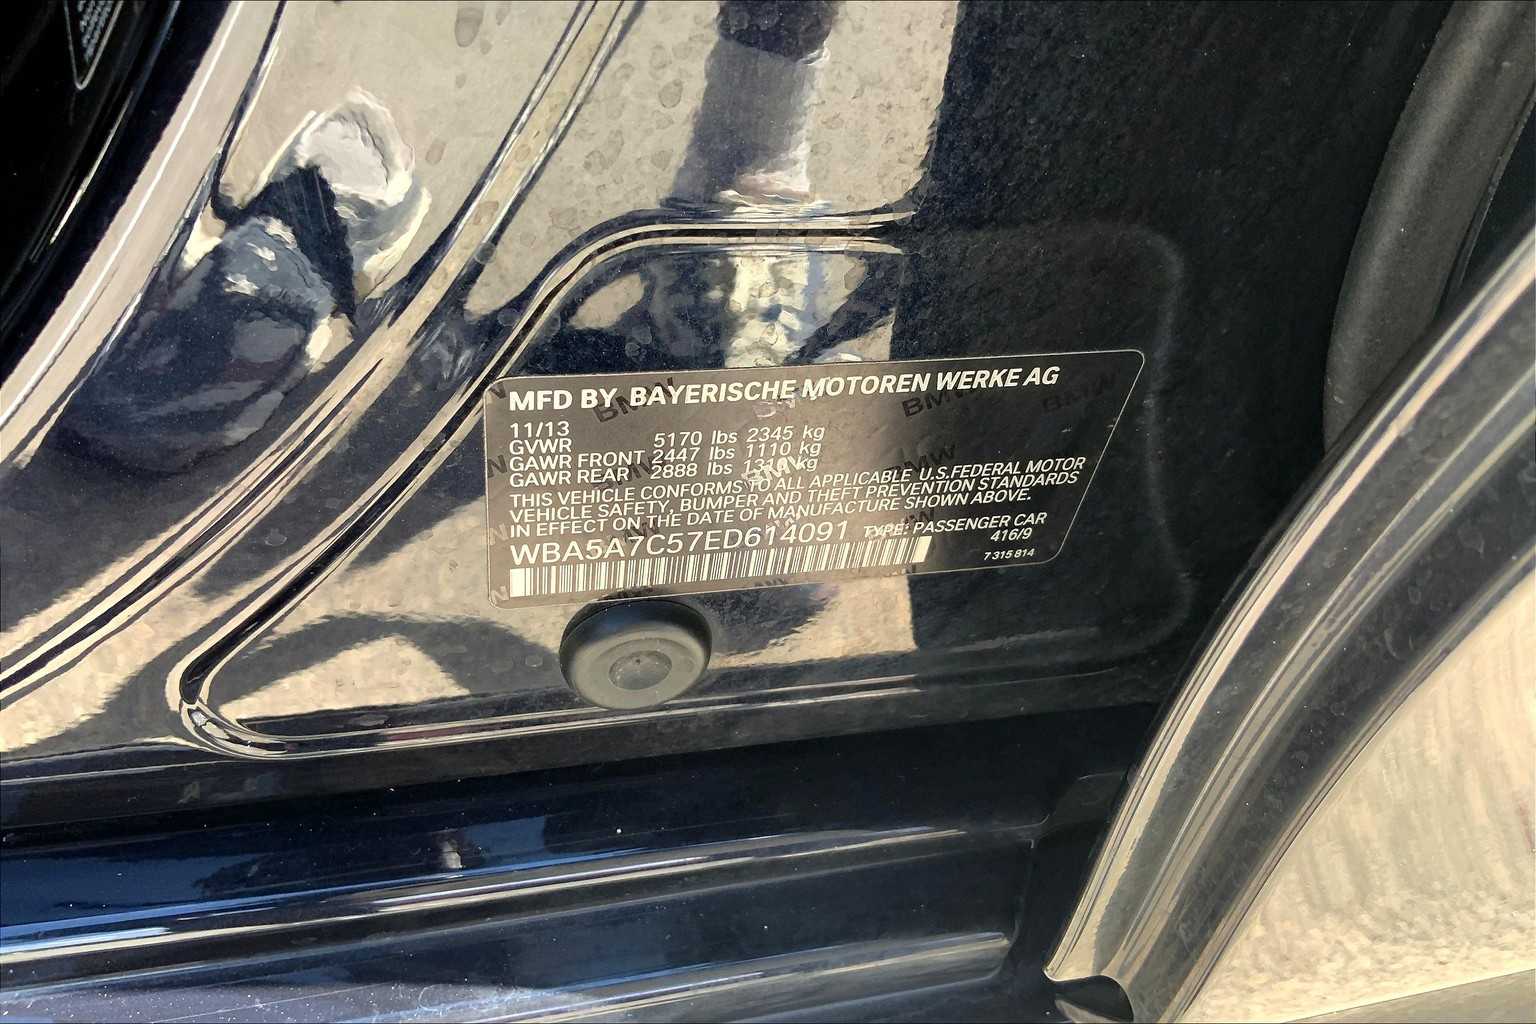 MFD BY BAYERISCHE MOTOREN WERKE AG
11/13
GVWR 5170 lbs 2345 kg
GAWR FRONT 2447 lbs 1110 kg
GAWR REAR 2888 lbs 1310 kg
THIS VEHICLE CONFORMS TO ALL APPLICABLE U.S.FEDERAL MOTOR
VEHICLE SAFETY, BUMPER AND THEFT PREVENTION STANDARDS
IN EFFECT ON THE DATE OF MANUFACTURE SHOWN ABOVE.
WBA5A7C57ED614091 TYPE: PASSENGER CAR
416/9
7 315 814